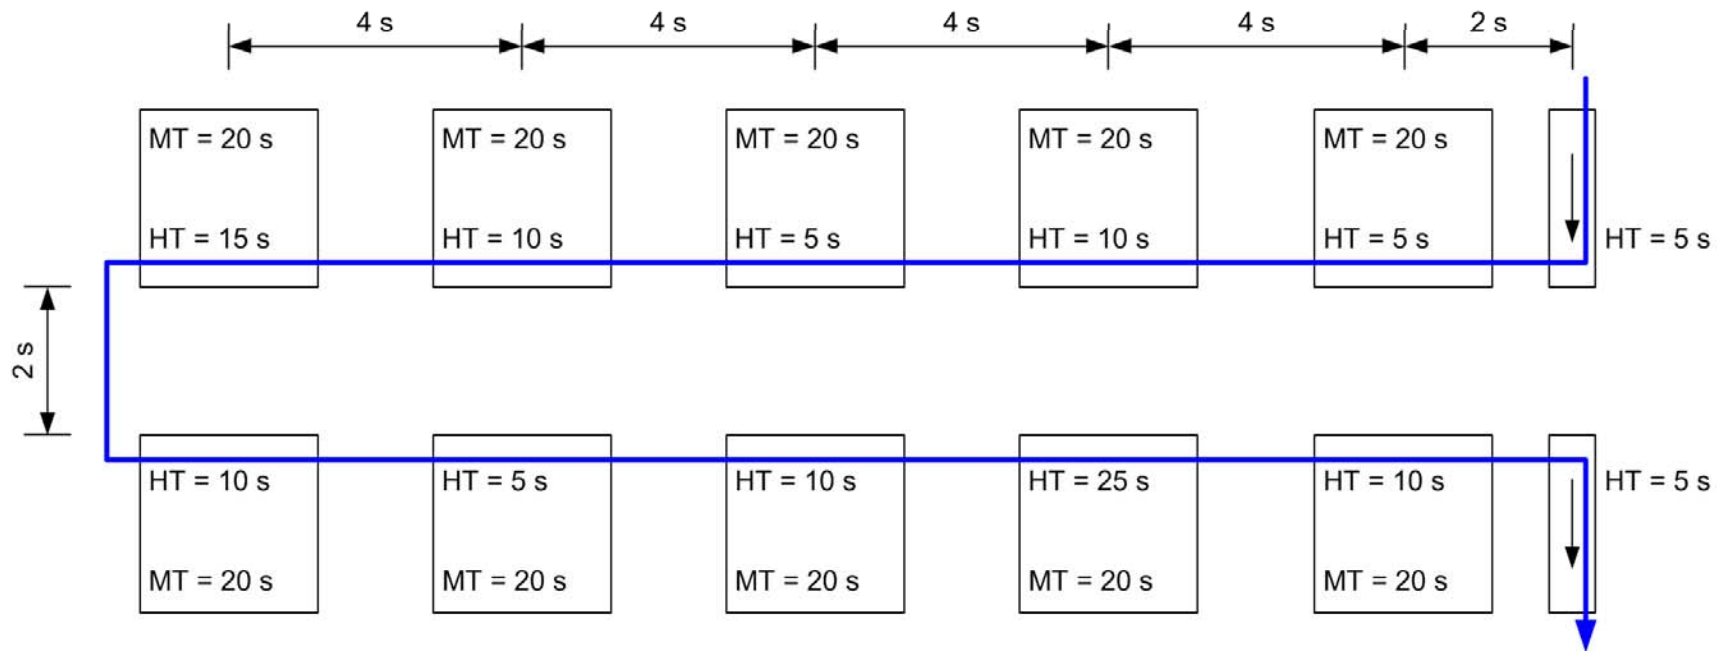 4 s 4 s 4 s 4 s 2 s
MT = 20 s MT = 20 s MT = 20 s MT = 20 s MT = 20 s
HT = 15 s HT = 10 s HT = 5 s HT = 10 s HT = 5 s HT = 5 s
2 s
HT = 10 s HT = 5 s HT = 10 s HT = 25 s HT = 10 s HT = 5 s
MT = 20 s MT = 20 s MT = 20 s MT = 20 s MT = 20 s